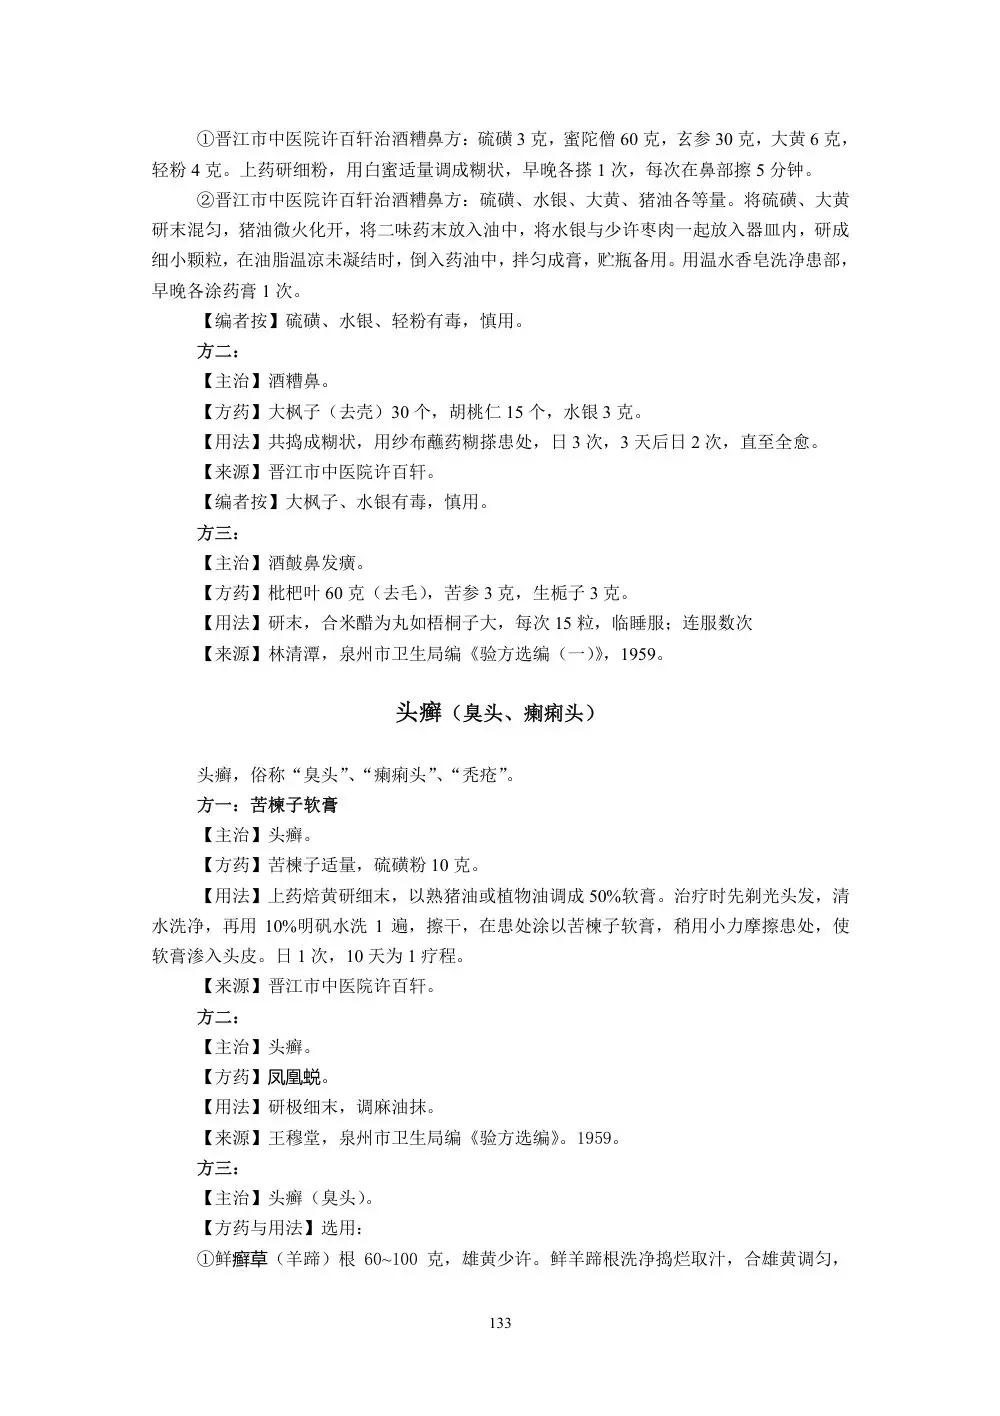 ①晋江市中医院许百轩治酒糟鼻方：硫磺 3 克，蜜陀僧 60 克，玄参 30 克，大黄 6 克，
轻粉 4 克。上药研细粉，用白蜜适量调成糊状，早晚各搽 1 次，每次在鼻部擦 5 分钟。
②晋江市中医院许百轩治酒糟鼻方：硫磺、水银、大黄、猪油各等量。将硫磺、大黄
研末混匀，猪油微火化开，将二味药末放入油中，将水银与少许枣肉一起放入器皿内，研成
细小颗粒，在油脂温凉未凝结时，倒入药油中，拌匀成膏，贮瓶备用。用温水香皂洗净患部，
早晚各涂药膏 1 次。
【编者按】硫磺、水银、轻粉有毒，慎用。
方二：
【主治】酒糟鼻。
【方药】大枫子（去壳）30 个，胡桃仁 15 个，水银 3 克。
【用法】共捣成糊状，用纱布蘸药糊搽患处，日 3 次，3 天后日 2 次，直至全愈。
【来源】晋江市中医院许百轩。
【编者按】大枫子、水银有毒，慎用。
方三：
【主治】酒皶鼻发癀。
【方药】枇杷叶 60 克（去毛），苦参 3 克，生栀子 3 克。
【用法】研末，合米醋为丸如梧桐子大，每次 15 粒，临睡服；连服数次
【来源】林清潭，泉州市卫生局编《验方选编（一）》，1959。
头癣（臭头、瘌痢头）
头癣，俗称“臭头”、“瘌痢头”、“秃疮”。
方一：苦楝子软膏
【主治】头癣。
【方药】苦楝子适量，硫磺粉 10 克。
【用法】上药焙黄研细末，以熟猪油或植物油调成 50%软膏。治疗时先剃光头发，清
水洗净，再用 10%明矾水洗 1 遍，擦干，在患处涂以苦楝子软膏，稍用小力摩擦患处，使
软膏渗入头皮。日 1 次，10 天为 1 疗程。
【来源】晋江市中医院许百轩。
方二：
【主治】头癣。
【方药】凤凰蜕。
【用法】研极细末，调麻油抹。
【来源】王穆堂，泉州市卫生局编《验方选编》。1959。
方三：
【主治】头癣（臭头）。
【方药与用法】选用：
①鲜癣草（羊蹄）根 60~100 克，雄黄少许。鲜羊蹄根洗净捣烂取汁，合雄黄调匀，
133